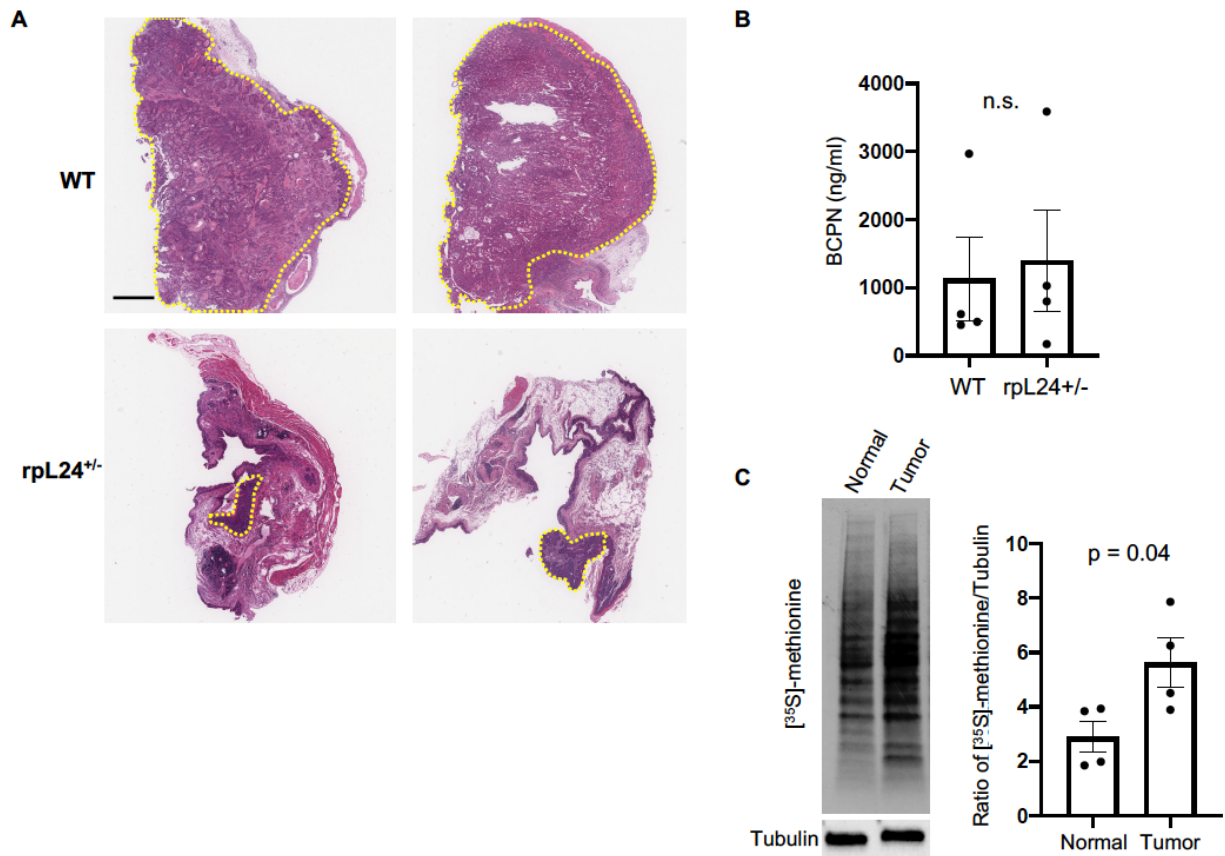 A
WT
rpL24+/-
B
BCPN (ng/ml)
4000
3000
2000
1000
0
n.s.
WT
rpL24+/-
C
Normal
Tumor
[35S]-methionine
Tubulin
Ratio of [35S]-methionine/Tubulin
10
8
6
4
2
0
p = 0.04
Normal
Tumor